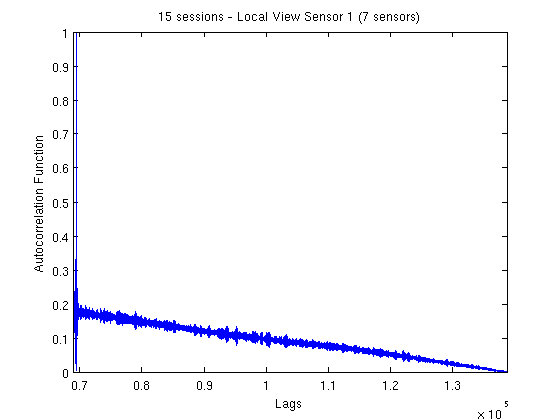 15 sessions - Local View Sensor 1 (7 sensors)
1
0.9
0.8
0.7
0.6
0.5
0.4
0.3
0.2
0.1
0
Autocorrelation Function
0.7 0.8 0.9 1 1.1 1.2 1.3
Lags
x 10^5